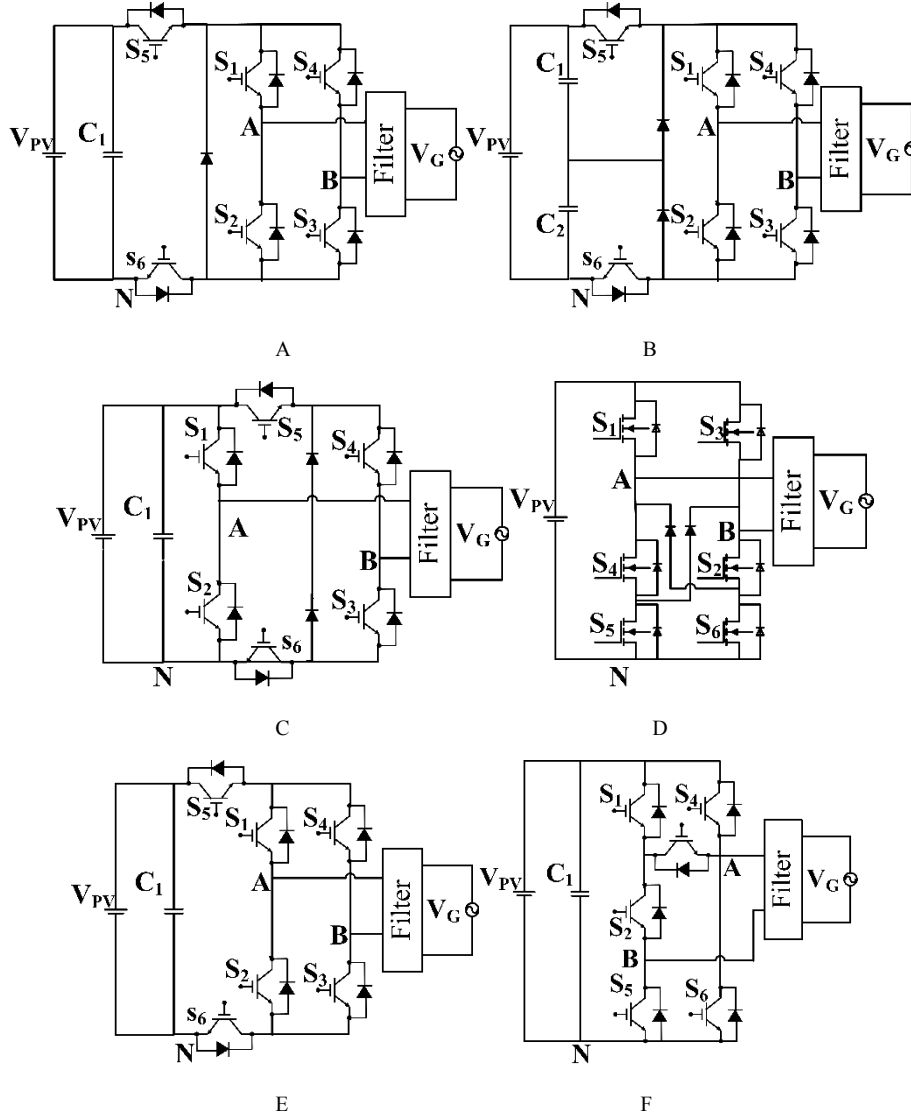 S5
S1
S4
VPV
C1
A
B
Filter
VG
S2
S3
s6
N
A
S5
C1
S1
S4
VPV
A
B
Filter
VG
C2
S2
S3
s6
N
B
S1
S5
S4
VPV
C1
A
B
Filter
VG
S2
S3
s6
N
C
S1
S3
VPV
A
B
Filter
VG
S4
S2
S5
S6
N
D
S5
S1
S4
VPV
C1
A
B
Filter
VG
S2
S3
s6
N
E
S1
S4
VPV
C1
A
Filter
VG
S2
B
S5
S6
N
F